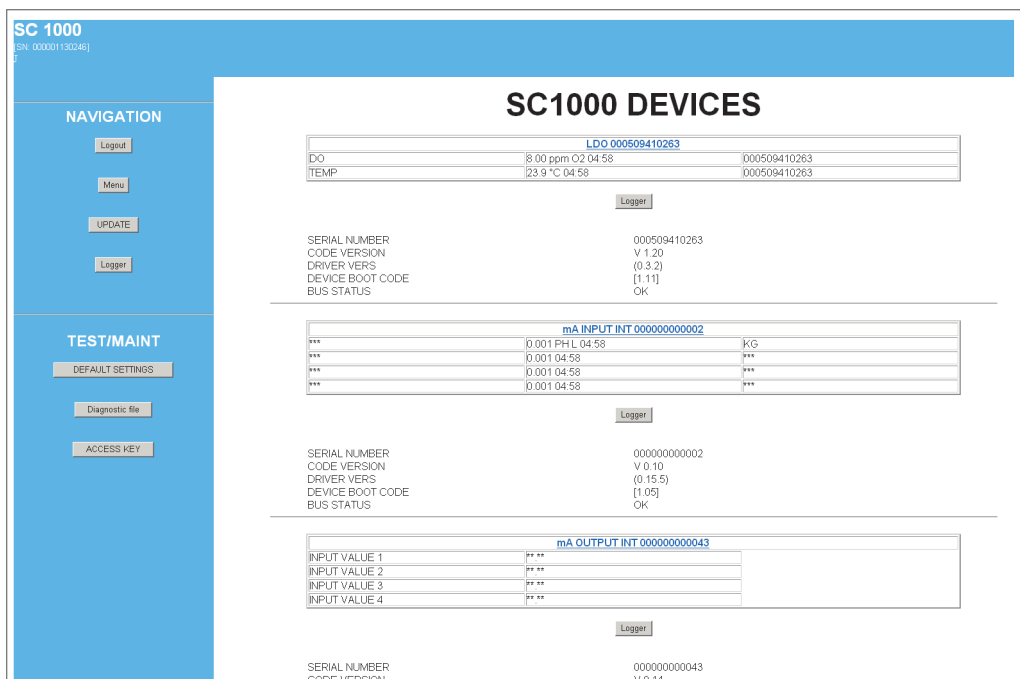 SC 1000
[SN: 000001130246]
NAVIGATION
Logout
Menu
UPDATE
Logger
TEST/MAINT
DEFAULT SETTINGS
Diagnostic file
ACCESS KEY
SC1000 DEVICES
LDO 000509410263
DO 8.00 ppm O2 04:58 000509410263
TEMP 23.9 °C 04:58 000509410263
Logger
SERIAL NUMBER 000509410263
CODE VERSION V 1.20
DRIVER VERS (0.3.2)
DEVICE BOOT CODE [1.11]
BUS STATUS OK
mA INPUT INT 000000000002
*** 0.001 PH L 04:58 KG
*** 0.001 04:58 ***
*** 0.001 04:58 ***
*** 0.001 04:58 ***
Logger
SERIAL NUMBER 000000000002
CODE VERSION V 0.10
DRIVER VERS (0.15.5)
DEVICE BOOT CODE [1.05]
BUS STATUS OK
mA OUTPUT INT 000000000043
INPUT VALUE 1 **.**
INPUT VALUE 2 **.**
INPUT VALUE 3 **.**
INPUT VALUE 4 **.**
Logger
SERIAL NUMBER 000000000043
CODE VERSION V 0.14